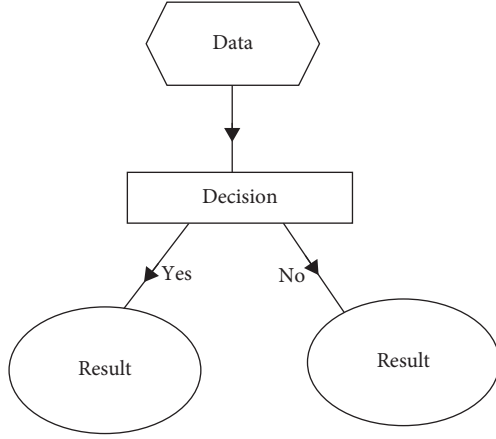 Data
Decision
Yes
No
Result
Result